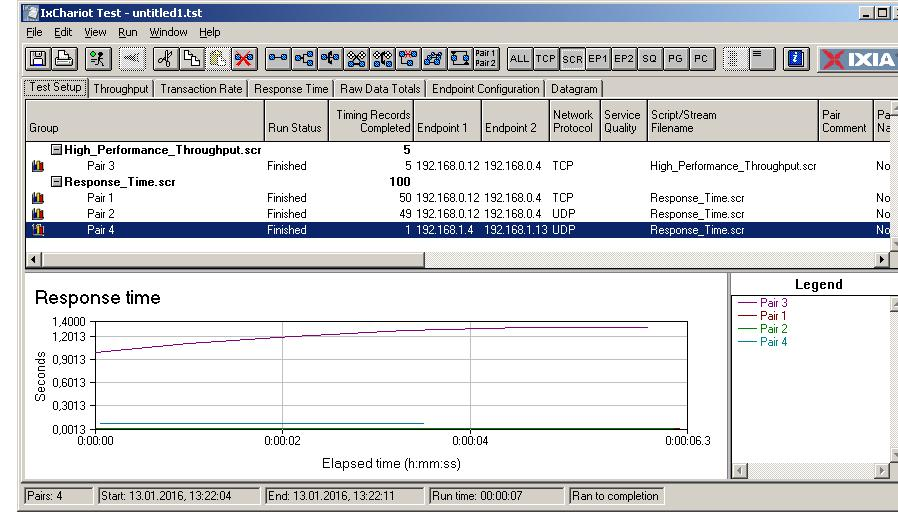 IxChariot Test - untitled1.tst
File Edit Run Window Help
Pair 1
Pair 2
ALL TCP SCR EP1 EP2 SQ PG PC
IXIA
Test Setup Throughput Transaction Rate Response Time Raw Data Totals Endpoint Configuration Datagram
Group Run Status Timing Records Completed Endpoint 1 Endpoint 2 Network Protocol Service Quality Script/Stream Filename Pair Comment Pa Na
High_Performance_Throughput.scr 5
Pair 3 Finished 5 192.168.0.12 192.168.0.4 TCP High_Performance_Throughput.scr No
Response_Time.scr 100
Pair 1 Finished 50 192.168.0.12 192.168.0.4 TCP Response_Time.scr No
Pair 2 Finished 49 192.168.0.12 192.168.0.4 UDP Response_Time.scr No
Pair 4 Finished 1 192.168.1.4 192.168.1.13 UDP Response_Time.scr No
Response time
Seconds
1,4000
1,2013
0,9013
0,6013
0,3013
0,0013
0:00:00 0:00:02 0:00:04 0:00:06.3
Elapsed time (h:mm:ss)
Legend
Pair 3
Pair 1
Pair 2
Pair 4
Pairs: 4 Start: 13.01.2016, 13:22:04 End: 13.01.2016, 13:22:11 Run time: 00:00:07 Ran to completion